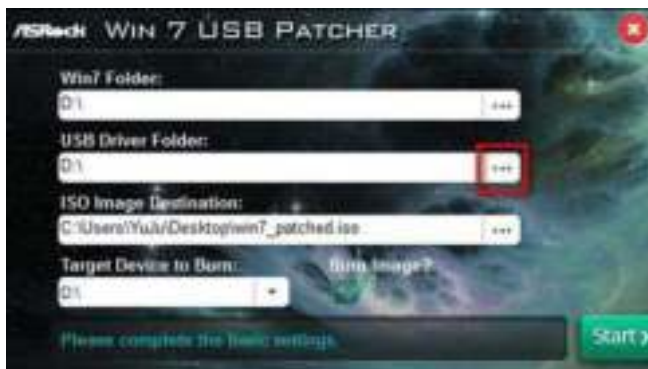 ASRock WIN 7 USB PATCHER
Win7 Folder:
D:\
...
USB Driver Folder:
D:\
...
ISO Image Destination:
C:\Users\YuJu\Desktop\win7_patched.iso
...
Target Device to Burn:
Burn Image?
D:\
Please complete the basic settings.
Start